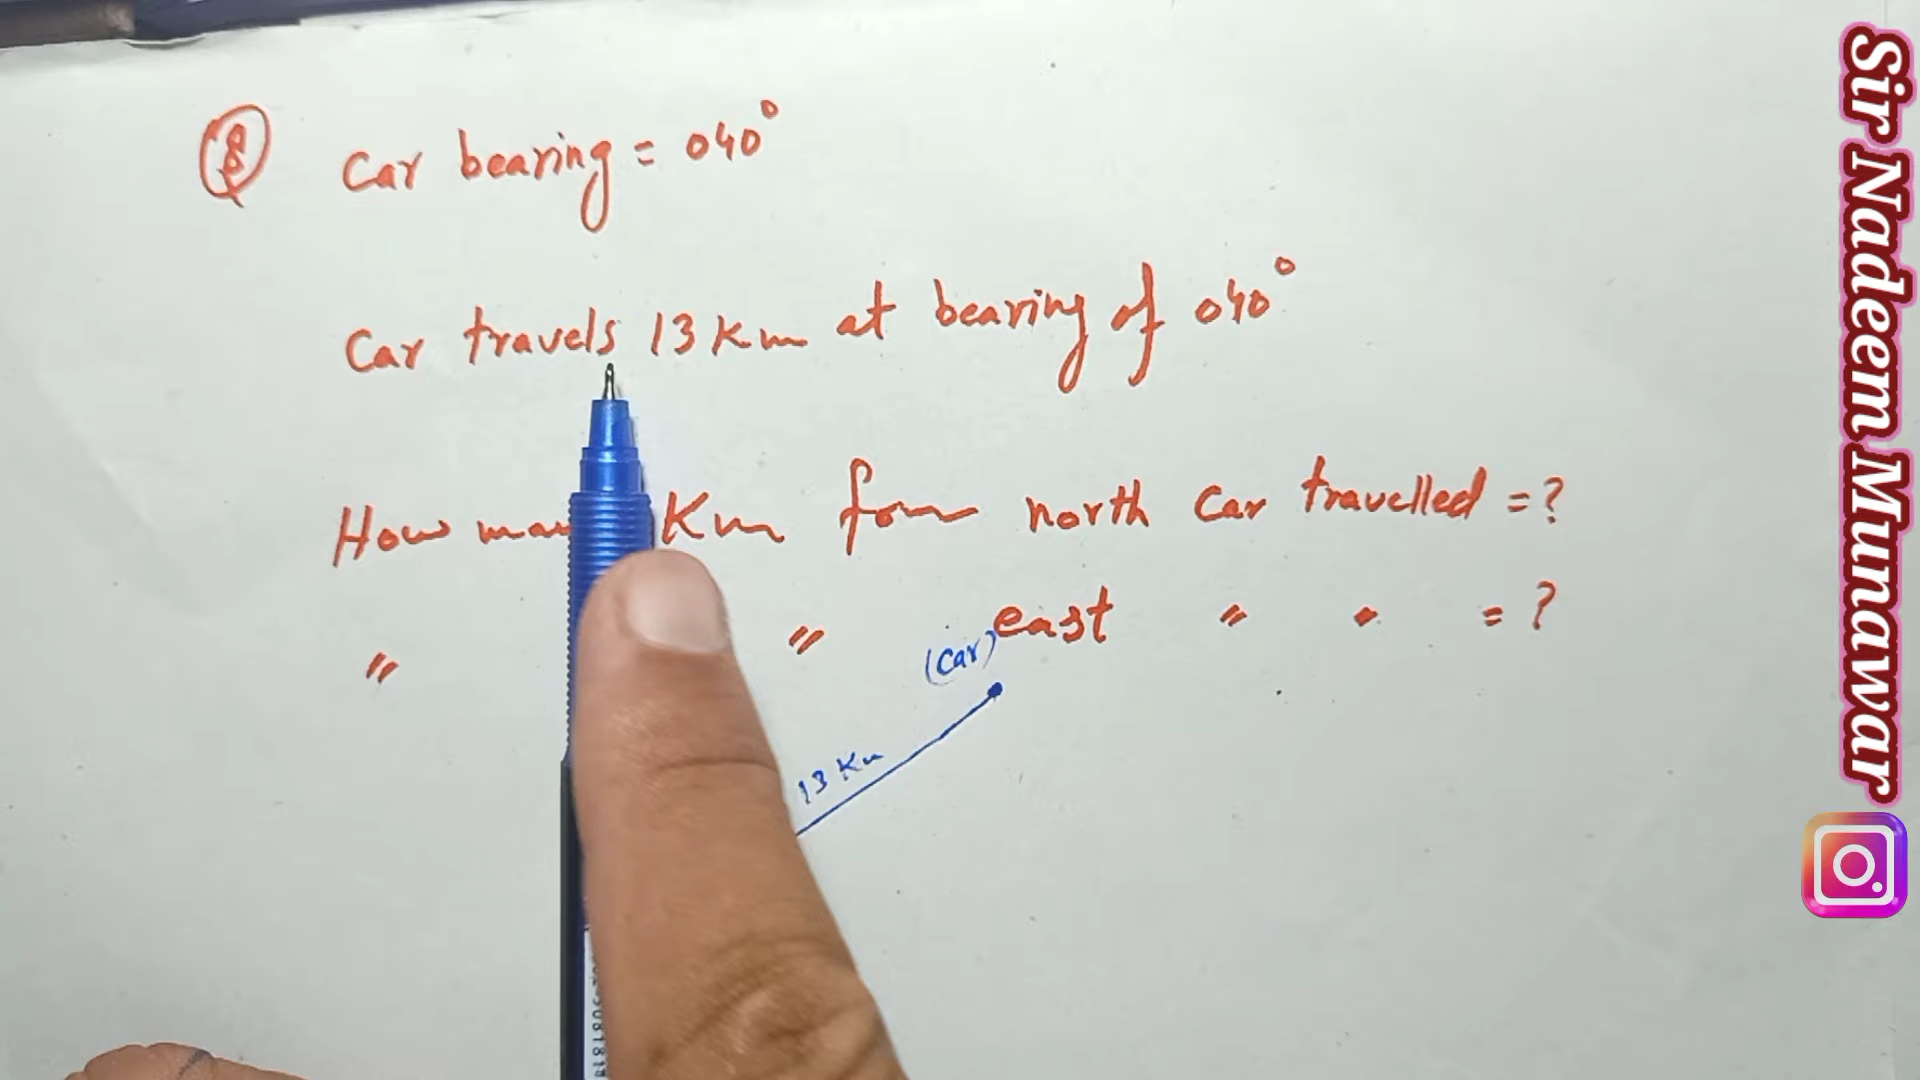 Car bearing = 040°
Car travels 13 Km at bearing of 040°
How Km from north Car travelled = ?
" " east " " = ?
(Car)
13 Km
Sir Nadeem Munawar